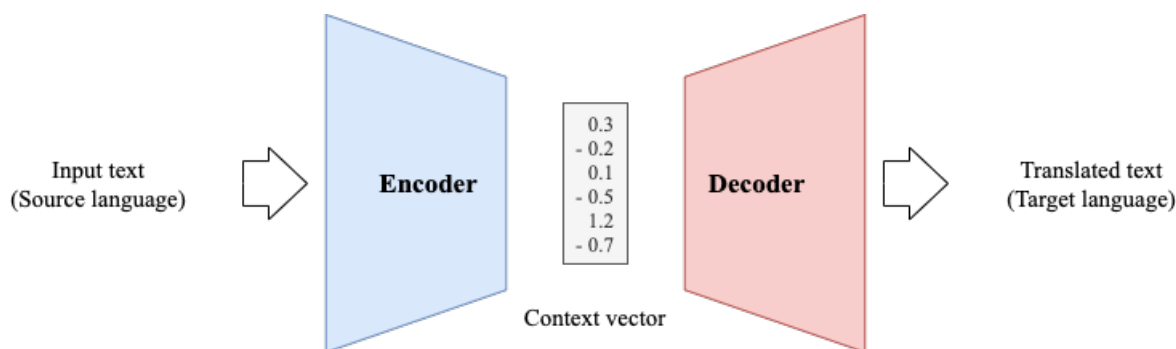 Input text
(Source language)
Encoder
0.3
- 0.2
0.1
- 0.5
1.2
- 0.7
Context vector
Decoder
Translated text
(Target language)